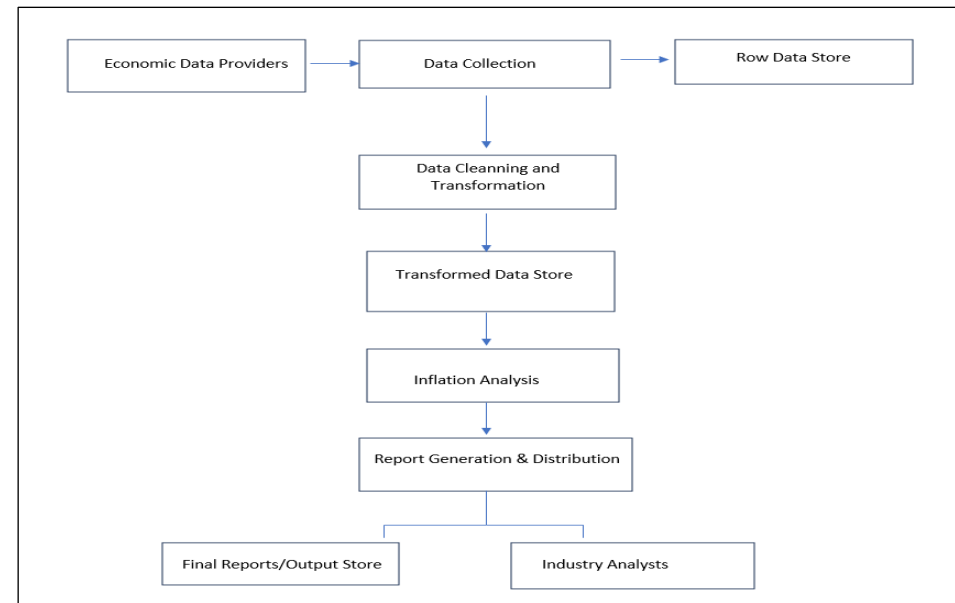 Economic Data Providers
Data Collection
Row Data Store
Data Cleanning and
Transformation
Transformed Data Store
Inflation Analysis
Report Generation & Distribution
Final Reports/Output Store
Industry Analysts